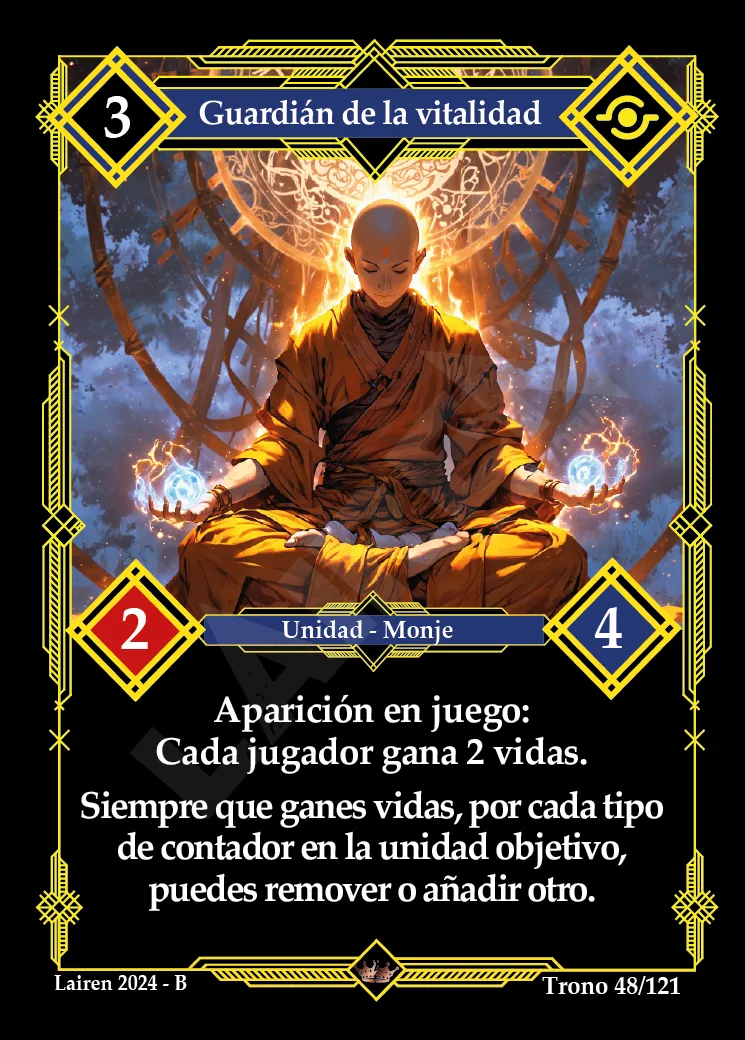 3
Guardián de la vitalidad
2
Unidad - Monje
4
Aparición en juego:
Cada jugador gana 2 vidas.
Siempre que ganes vidas, por cada tipo
de contador en la unidad objetivo,
puedes remover o añadir otro.
Lairen 2024 - B
Trono 48/121